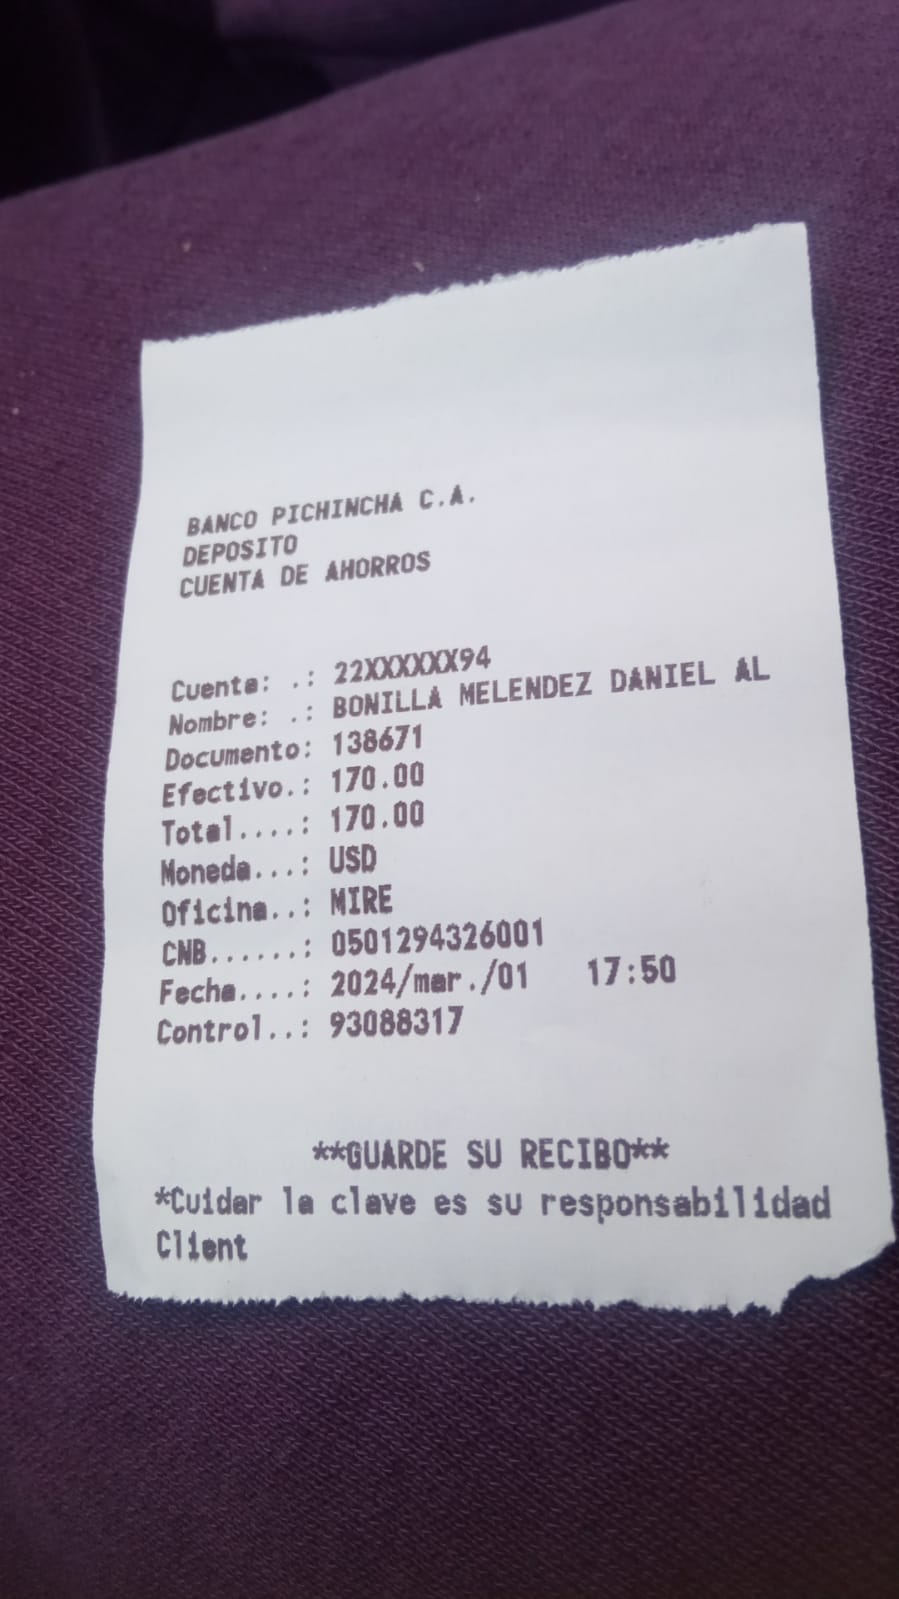 BANCO PICHINCHA C.A.
DEPOSITO
CUENTA DE AHORROS
Cuenta: .: 22XXXXXX94
Nombre: .: BONILLA MELENDEZ DANIEL AL
Documento: 138671
Efectivo.: 170.00
Total....: 170.00
Moneda...: USD
Oficina..: MIRE
CNB......: 0501294326001
Fecha....: 2024/mar./01 17:50
Control..: 93088317
**GUARDE SU RECIBO**
*Cuidar la clave es su responsabilidad
Client